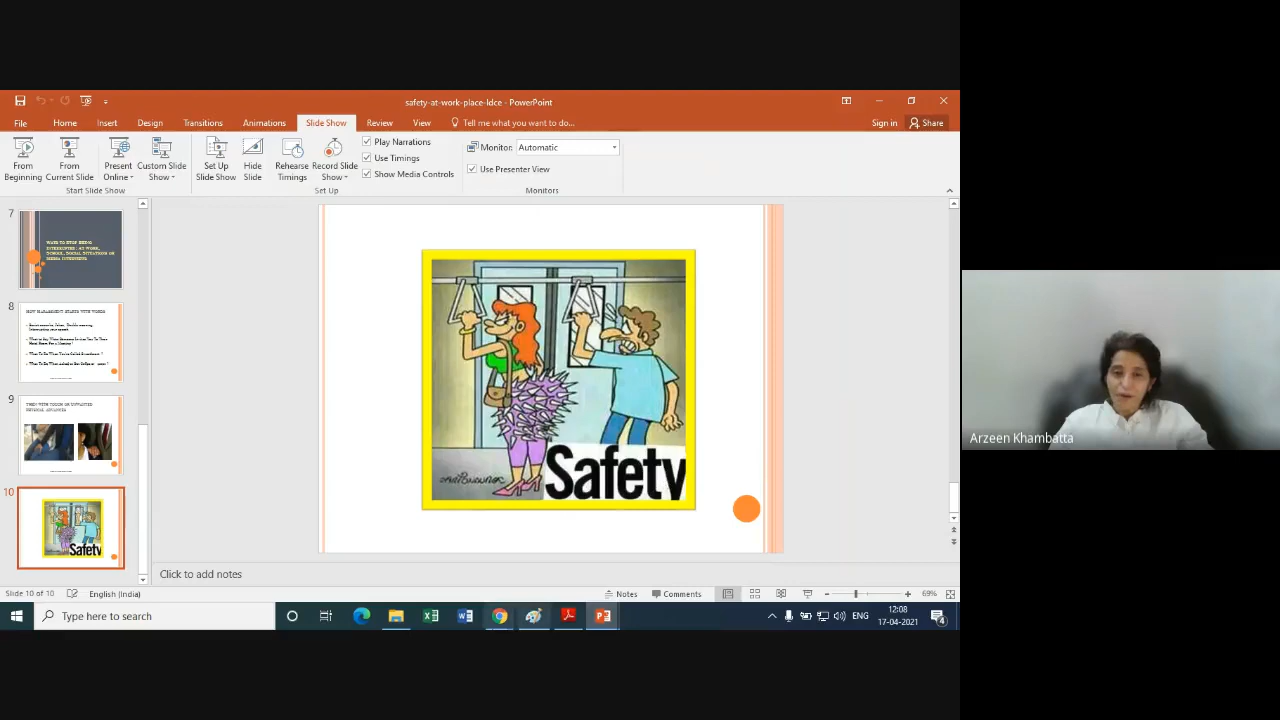 safety-at-work-place-ldce - PowerPoint
File Home Insert Design Transitions Animations Slide Show Review View Tell me what you want to do... Sign in Share
From Beginning
From Current Slide
Present Online
Custom Slide Show
Set Up Slide Show
Hide Slide
Rehearse Timings
Record Slide Show
Play Narrations
Use Timings
Show Media Controls
Monitor: Automatic
Use Presenter View
Start Slide Show Set Up Monitors
7
8
9
10
Safety
Safety
Arzeen Khambatta
Click to add notes
Slide 10 of 10 English (India) Notes Comments 69%
Type here to search
ENG
12:08
17-04-2021
4